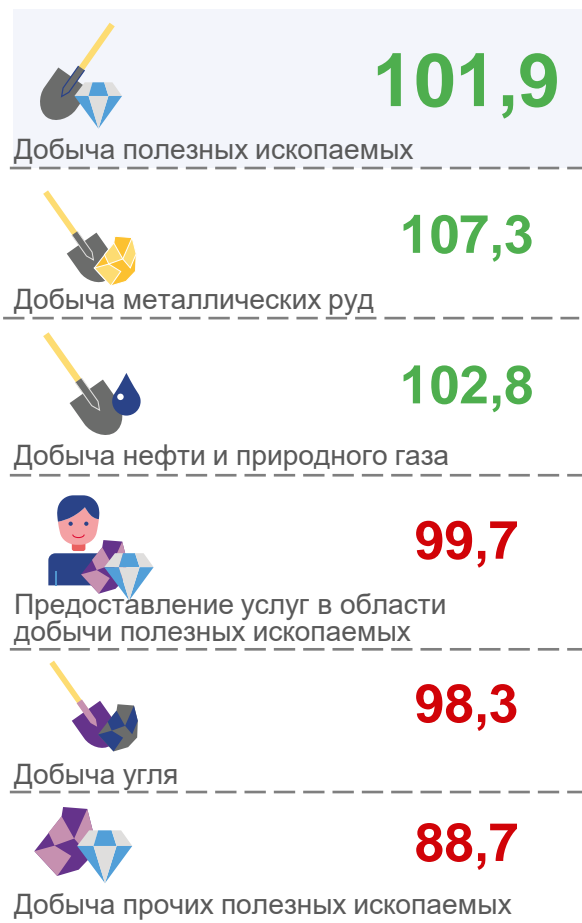 101,9
Добыча полезных ископаемых
107,3
Добыча металлических руд
102,8
Добыча нефти и природного газа
99,7
Предоставление услуг в области
добычи полезных ископаемых
98,3
Добыча угля
88,7
Добыча прочих полезных ископаемых